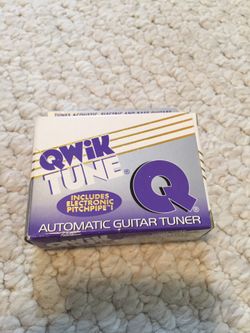 TUNES ACOUSTIC, ELECTRIC AND BASS GUITARS
QWIK
TUNE®
INCLUDES
ELECTRONIC
PITCHPIPE!
Q®
AUTOMATIC GUITAR TUNER